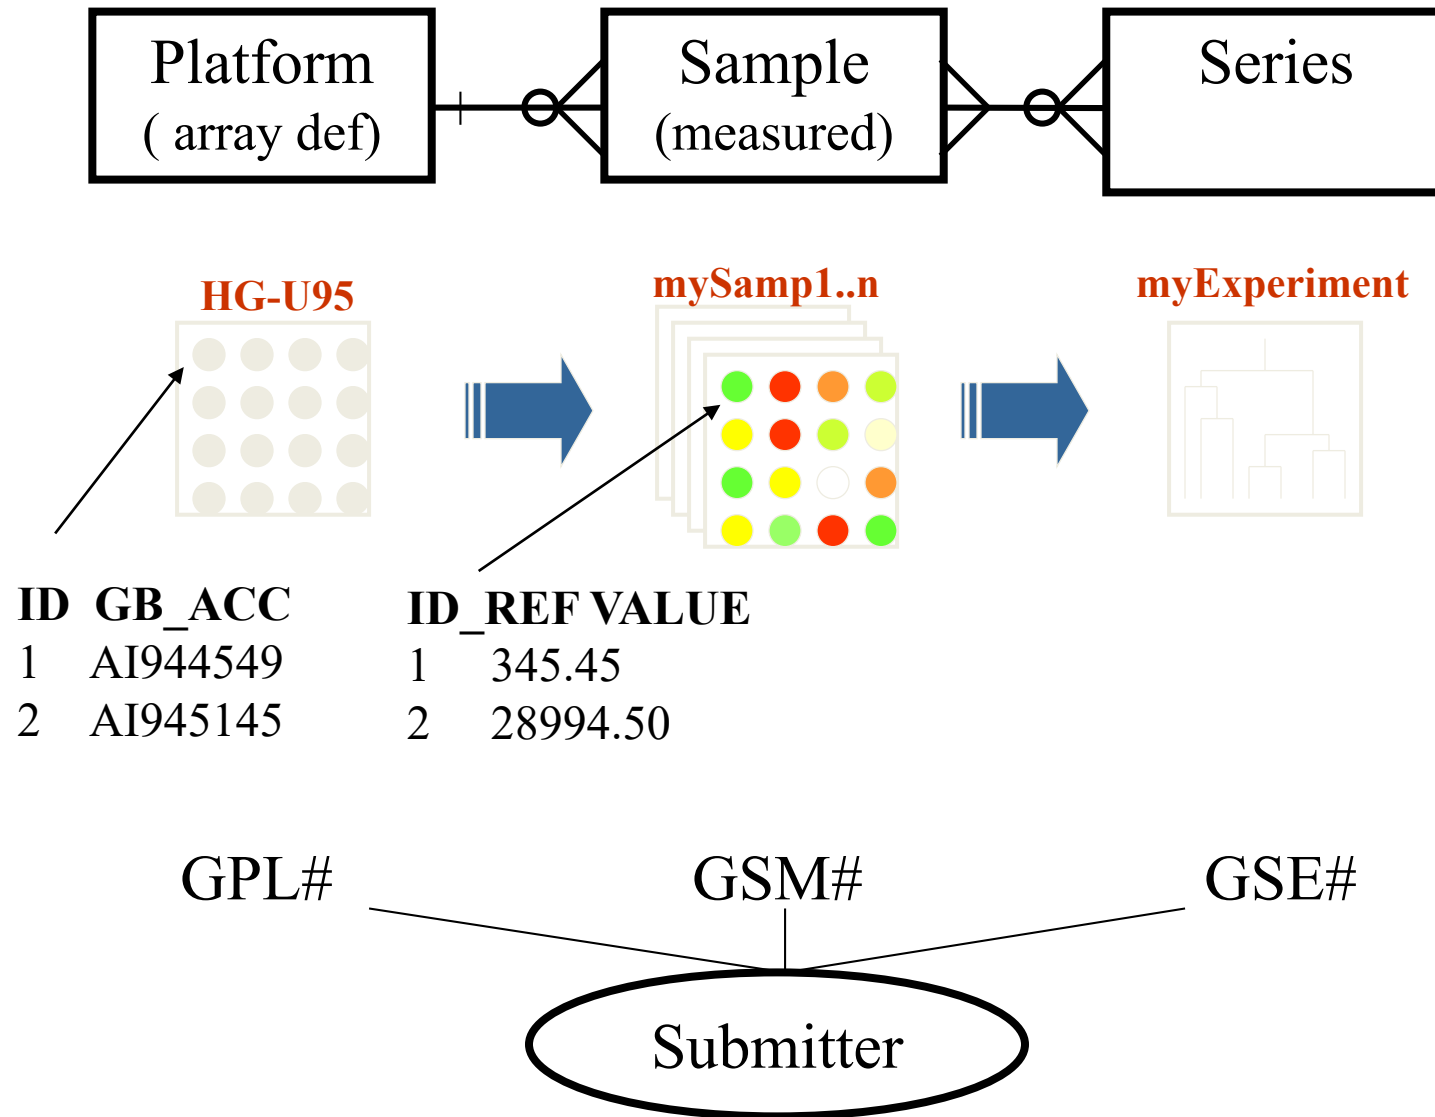 Platform
( array def)
Sample
(measured)
Series
HG-U95
mySamp1..n
myExperiment
ID GB_ACC
1 AI944549
2 AI945145
ID_REF VALUE
1 345.45
2 28994.50
GPL#
GSM#
GSE#
Submitter